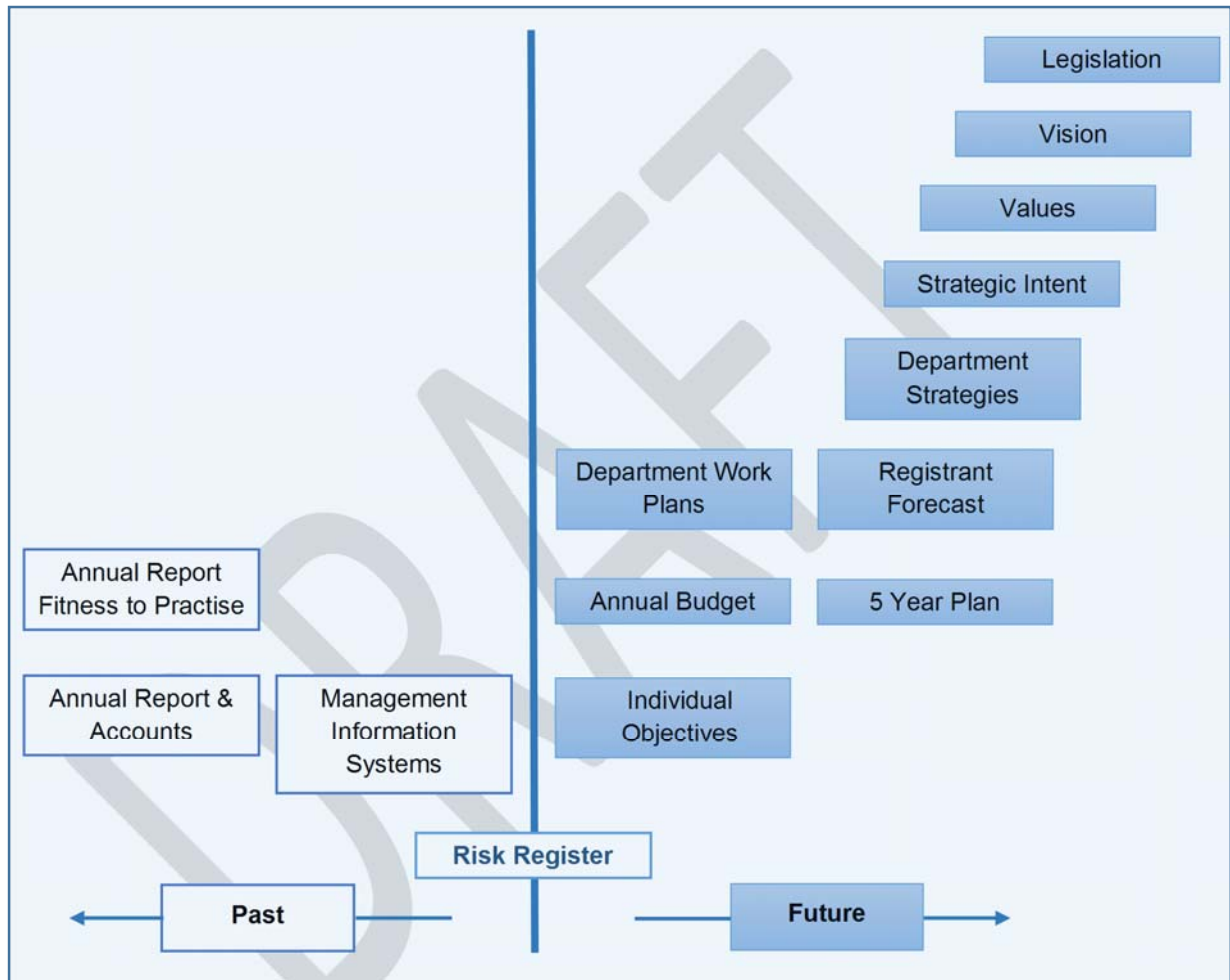 Legislation
Vision
Values
Strategic Intent
Department
Strategies
Department Work
Plans
Registrant
Forecast
Annual Report
Fitness to Practise
Annual Budget
5 Year Plan
Annual Report &
Accounts
Management
Information
Systems
Individual
Objectives
Risk Register
Past
Future
DRAFT